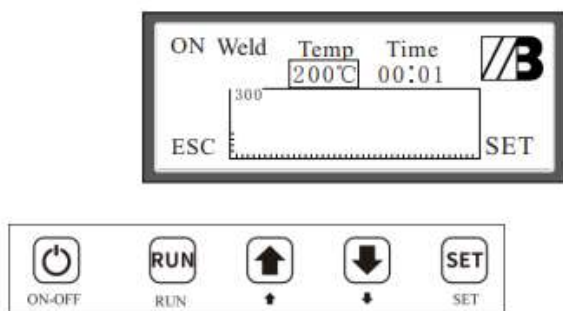 ON Weld Temp Time
200℃ 00:01
300
ESC SET
RUN SET
ON-OFF RUN SET